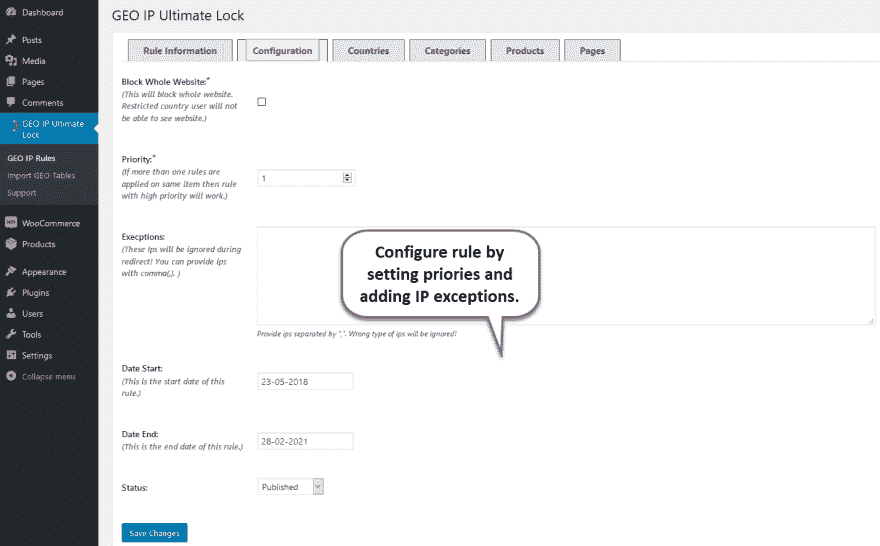 Dashboard
Posts
Media
Pages
Comments
GEO IP Ultimate
Lock
GEO IP Rules
Import GEO Tables
Support
WooCommerce
Products
Appearance
Plugins
Users
Tools
Settings
Collapse menu
GEO IP Ultimate Lock
Rule Information
Configuration
Countries
Categories
Products
Pages
Block Whole Website:*
(This will block whole website.
Restricted country user will not
be able to see website.)
Priority:*
(If more than one rules are
applied on same item then rule
with high priority will work.)
1
Execptions:
(These ips will be ignored during
redirect! You can provide ips
with comma(,). )
Configure rule by
setting priories and
adding IP exceptions.
Provide ips separated by ",". Wrong type of ips will be ignored!
Date Start:
(This is the start date of this
rule.)
23-05-2018
Date End:
(This is the end date of this rule.)
28-02-2021
Status:
Published
Save Changes